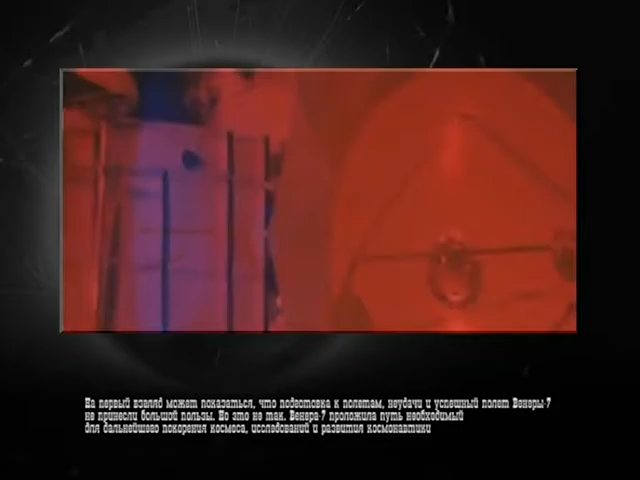 На первый взгляд может показаться, что подготовка к полетам, неудачи и успешный полет Венеры-7
не принесли большой пользы. Но это не так. Венера-7 проложила путь необходимый
для дальнейшего покорения космоса, исследований и развития космонавтики